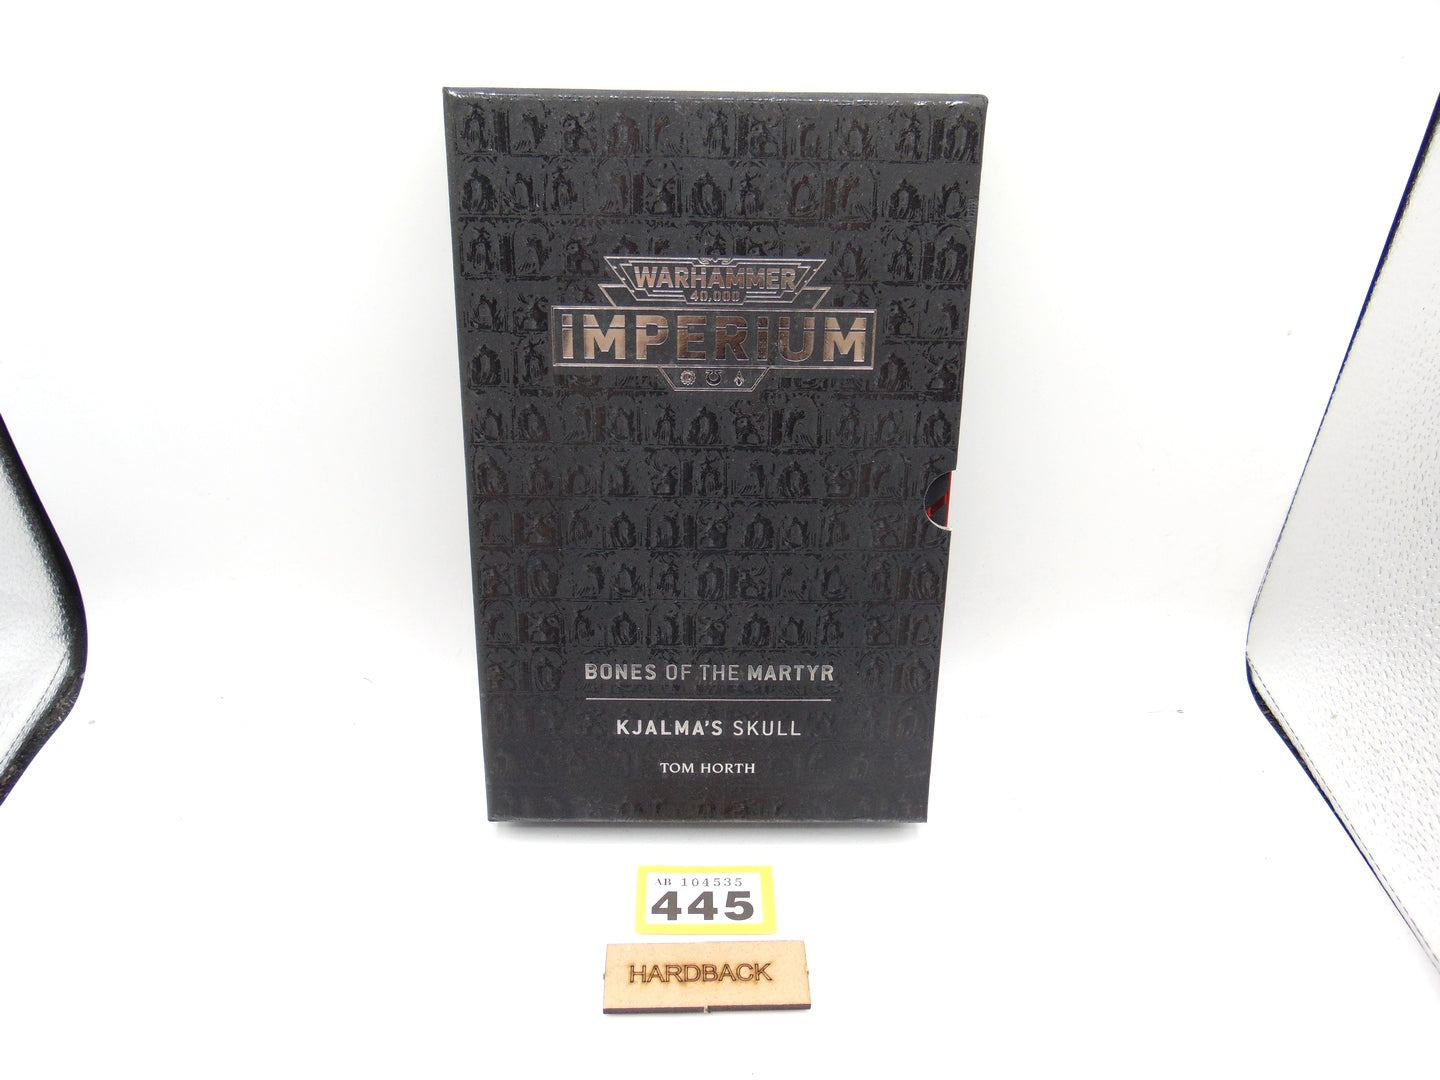 WARHAMMER
40,000
IMPERIUM
BONES OF THE MARTYR
KJALMA'S SKULL
TOM HORTH
AB 104535
445
HARDBACK